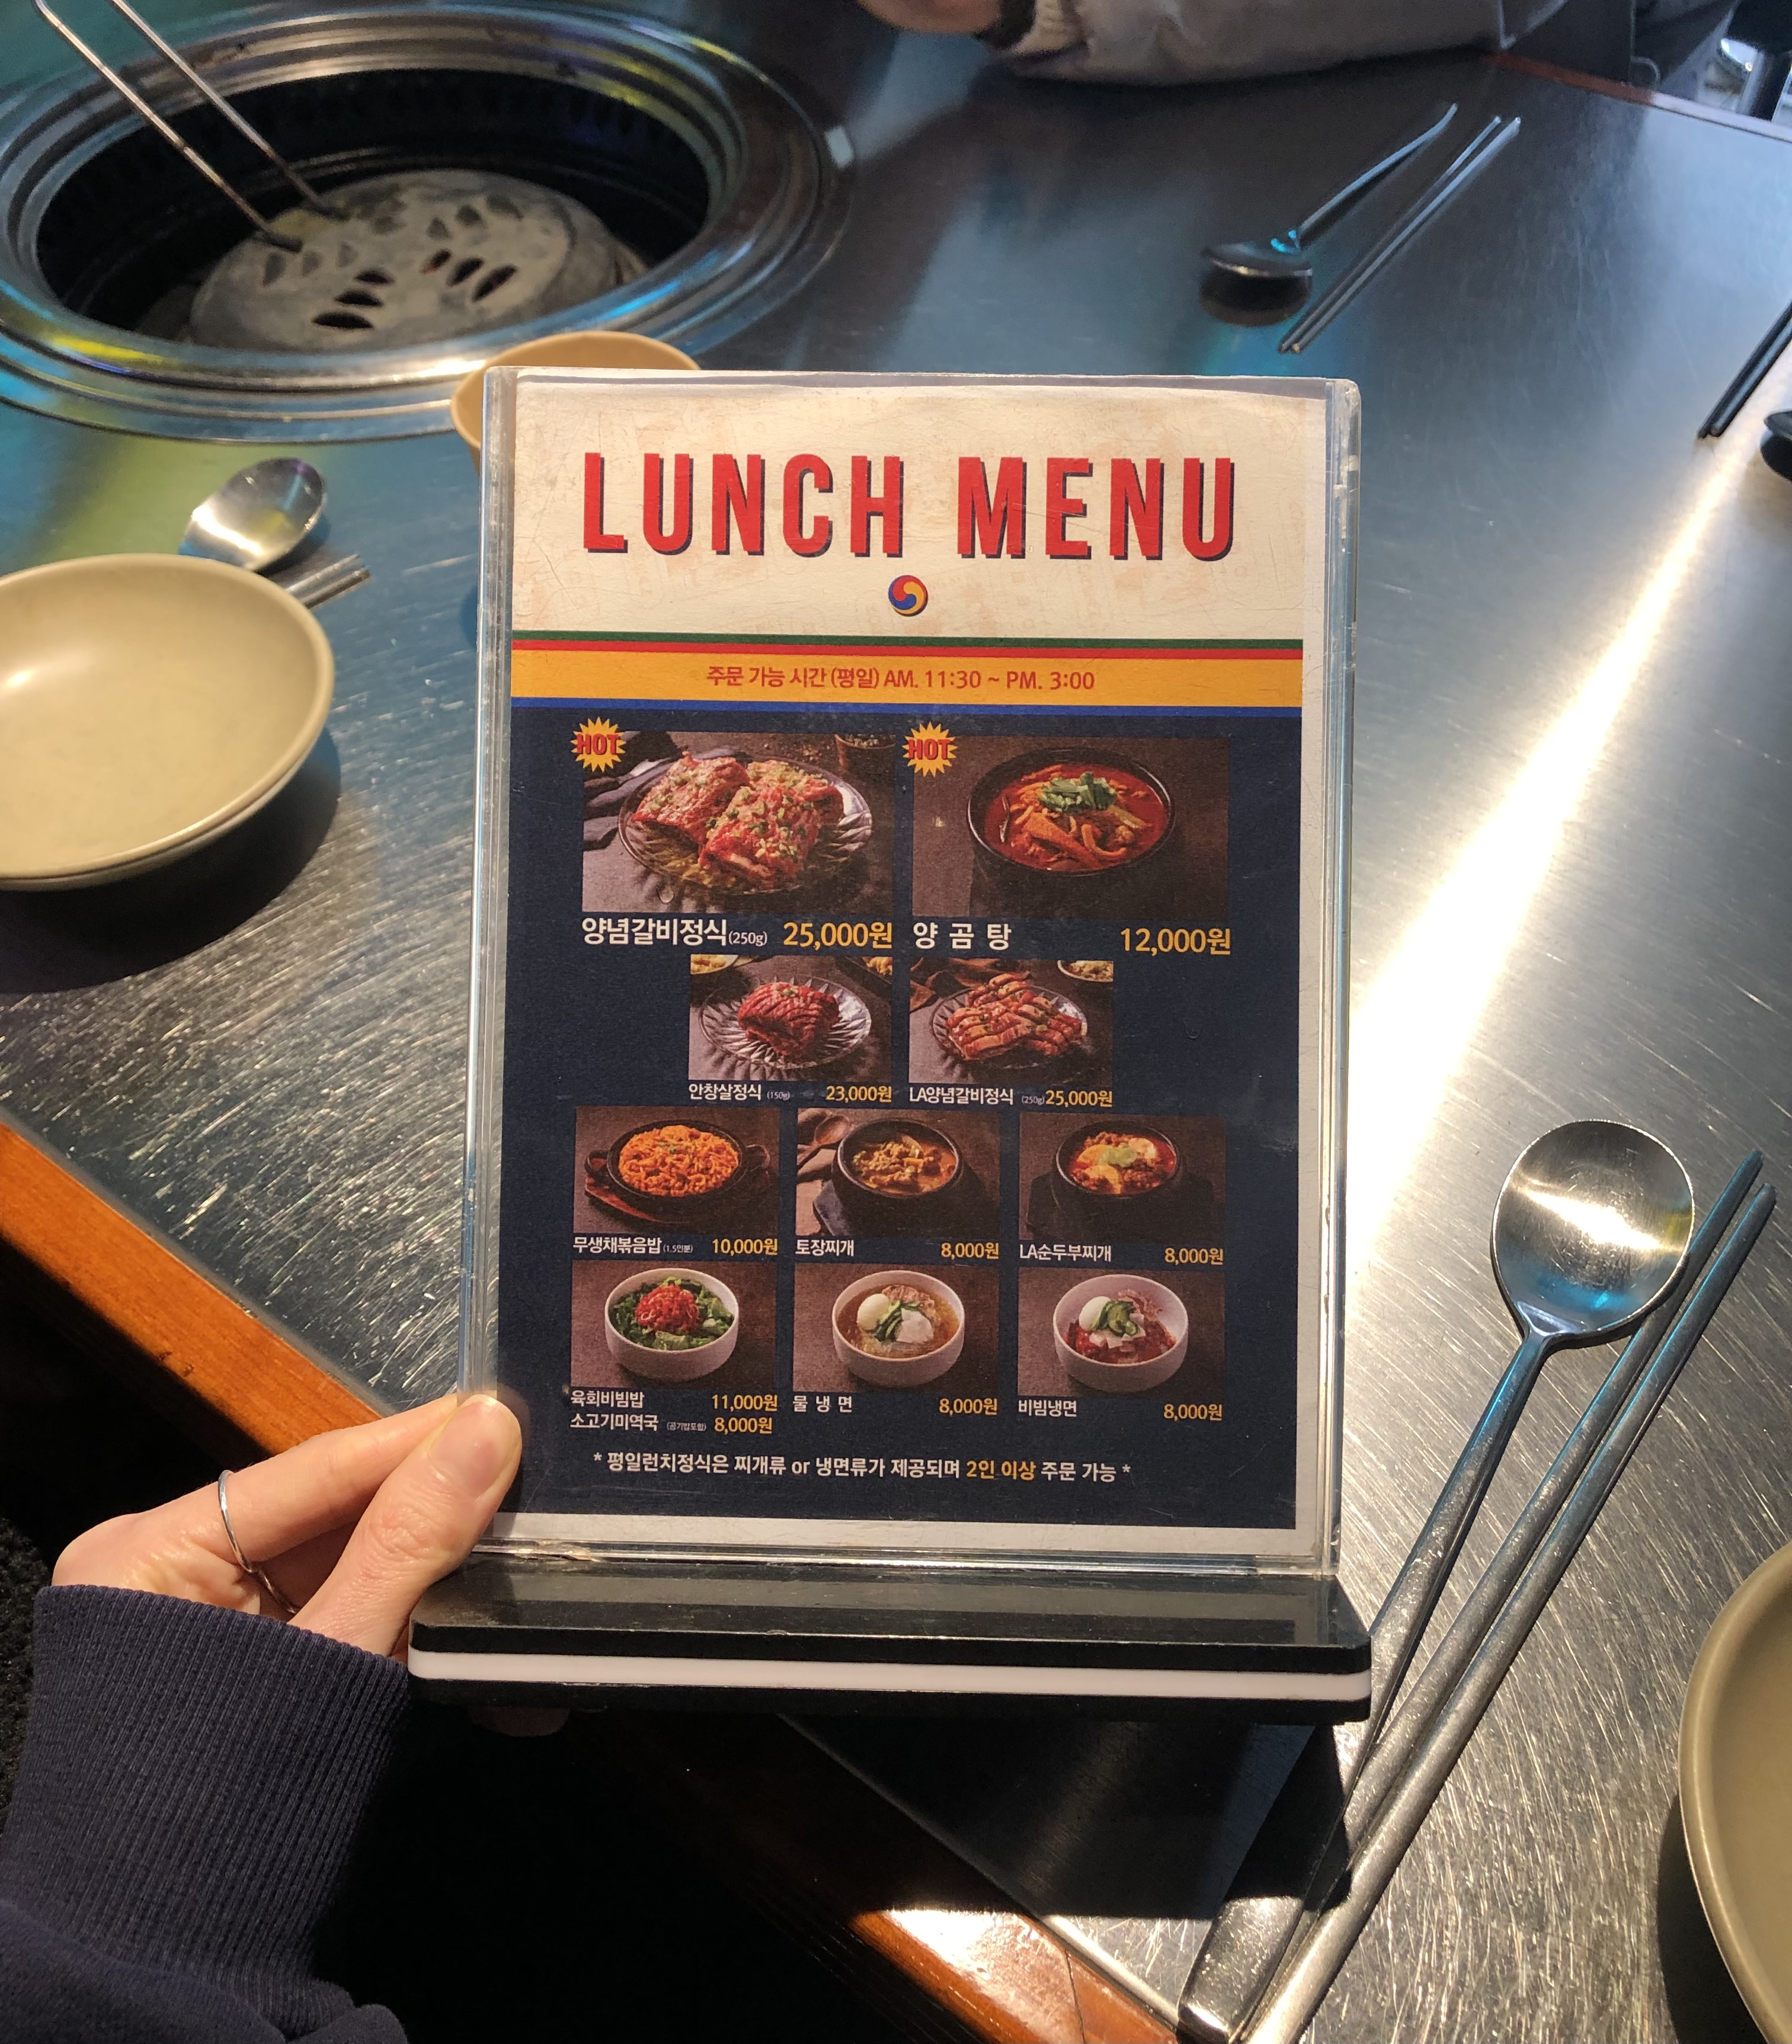 LUNCH MENU
주문 가능 시간 (평일) AM. 11:30 ~ PM. 3:00
HOT
HOT
양념갈비정식(250g) 25,000원
양 곰 탕 12,000원
안창살정식 (150g) 23,000원
LA양념갈비정식 (250g) 25,000원
무생채볶음밥 (1.5인분) 10,000원
토장찌개 8,000원
LA순두부찌개 8,000원
육회비빔밥 11,000원
소고기미역국 (공기밥포함) 8,000원
물 냉 면 8,000원
비빔냉면 8,000원
* 평일런치정식은 찌개류 or 냉면류가 제공되며 2인 이상 주문 가능 *